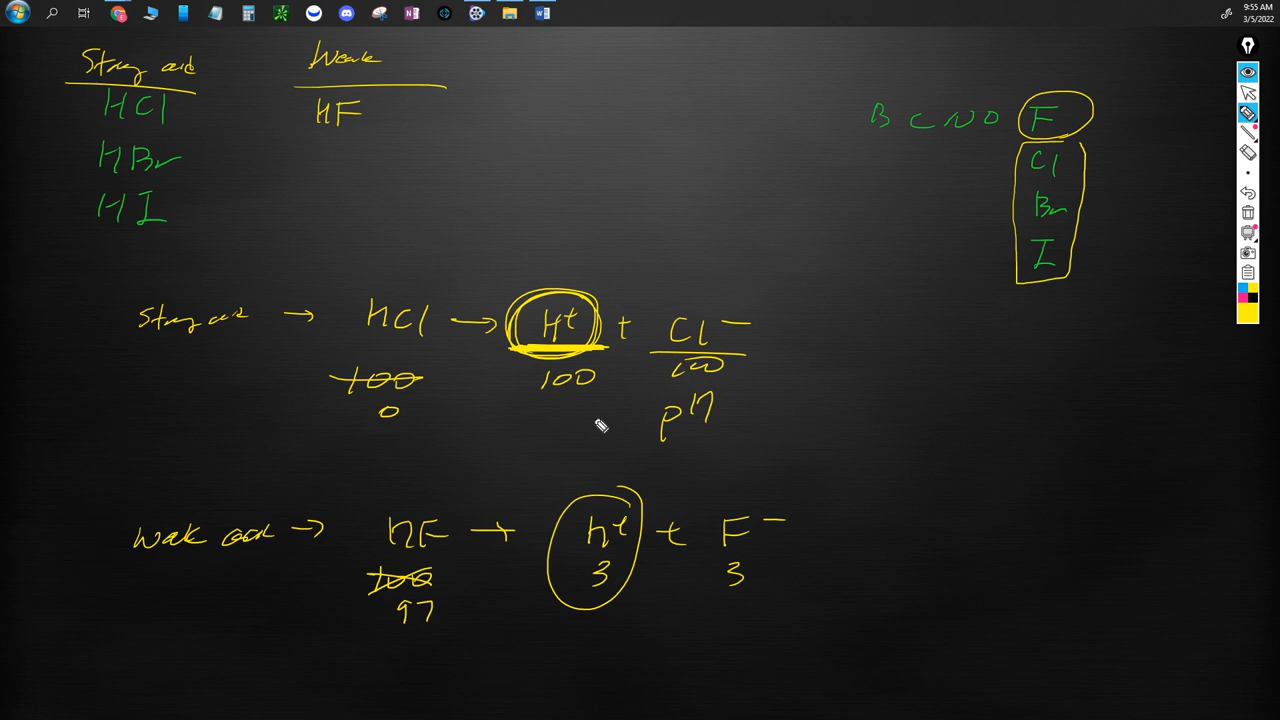 9:55 AM
3/5/2022
Strong acid Weak
HCl HF
HBr
HI
B C N O F
Cl
Br
I
Strong acid → HCl → H+ + Cl −
100 100 100
0 pH
Weak acid → HF → H+ + F −
100 3 3
97